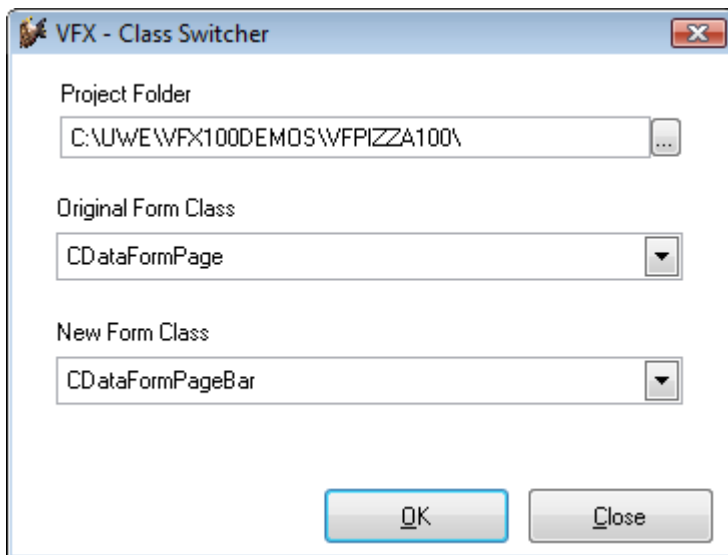 VFX - Class Switcher
Project Folder
C:\UWE\VFX100DEMOS\VFPIZZA100\
...
Original Form Class
CDataFormPage
New Form Class
CDataFormPageBar
OK
Close